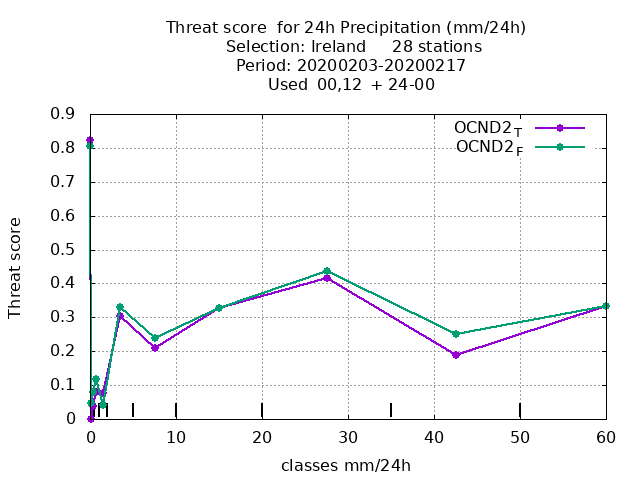 Threat score  for 24h Precipitation (mm/24h)
Selection: Ireland     28 stations
Period: 20200203-20200217
Used  00,12  + 24-00
OCND2T
OCND2F
0.9
0.8
0.7
0.6
0.5
0.4
0.3
0.2
0.1
0
Threat score
0 10 20 30 40 50 60
classes mm/24h